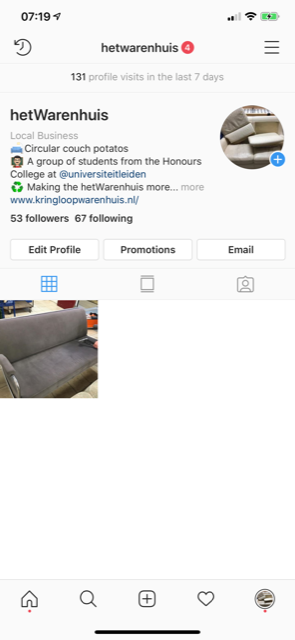 07:19
hetwarenhuis 4
131 profile visits in the last 7 days
hetWarenhuis
Local Business
🛋️ Circular couch potatos
👩🏻‍🏫 A group of students from the Honours
College at @universiteitleiden
♻️ Making the hetWarenhuis more... more
www.kringloopwarenhuis.nl/
53 followers 67 following
Edit Profile
Promotions
Email